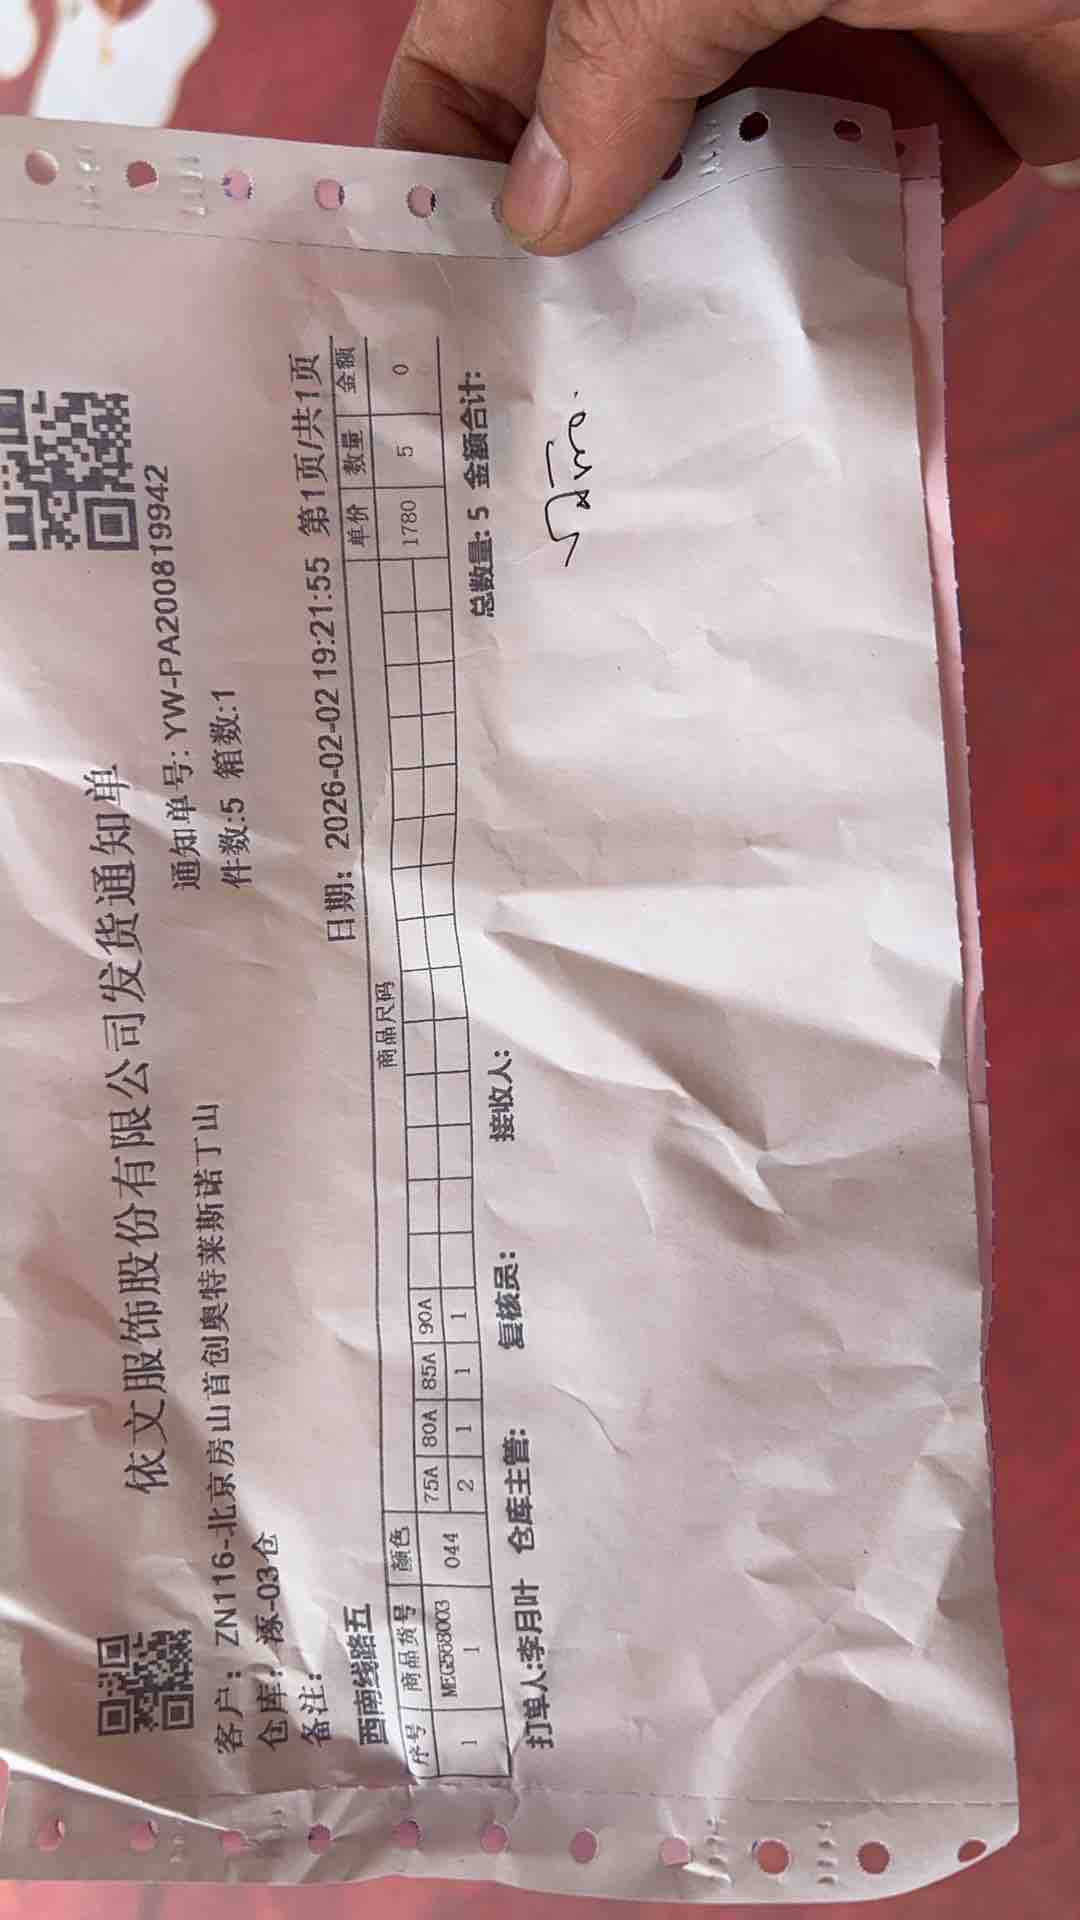 依文服饰股份有限公司发货通知单
客户: ZN116-北京房山首创奥特莱斯诺丁山 通知单号: YW-PA200819942
仓库: 涿-03仓 件数:5 箱数:1
备注:
西南线路五 日期: 2026-02-02 19:21:55 第1页/共1页
序号 商品货号 颜色 商品尺码 单价 数量 金额
75A 80A 85A 90A
1 MEG568003 1 044 2 1 1 1 1780 5 0
打单人:李月叶 仓库主管: 复核员: 接收人: 总数量: 5 金额合计: